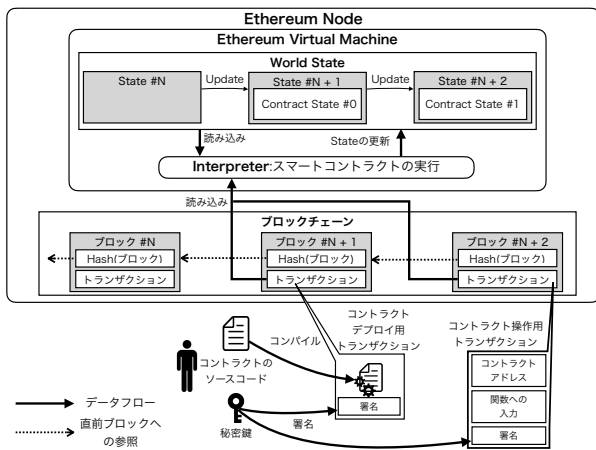 Ethereum Node
Ethereum Virtual Machine
World State
State #N
Update
State #N + 1
Update
State #N + 2
Contract State #0
Contract State #1
読み込み
Stateの更新
Interpreter:スマートコントラクトの実行
読み込み
ブロックチェーン
ブロック #N
ブロック #N + 1
ブロック #N + 2
Hash(ブロック)
Hash(ブロック)
Hash(ブロック)
トランザクション
トランザクション
トランザクション
コントラクト
デプロイ用
トランザクション
コントラクト操作用
トランザクション
コンパイル
コントラクトの
ソースコード
コントラクト
アドレス
関数への
入力
署名
署名
データフロー
直前ブロックへ
の参照
秘密鍵
署名